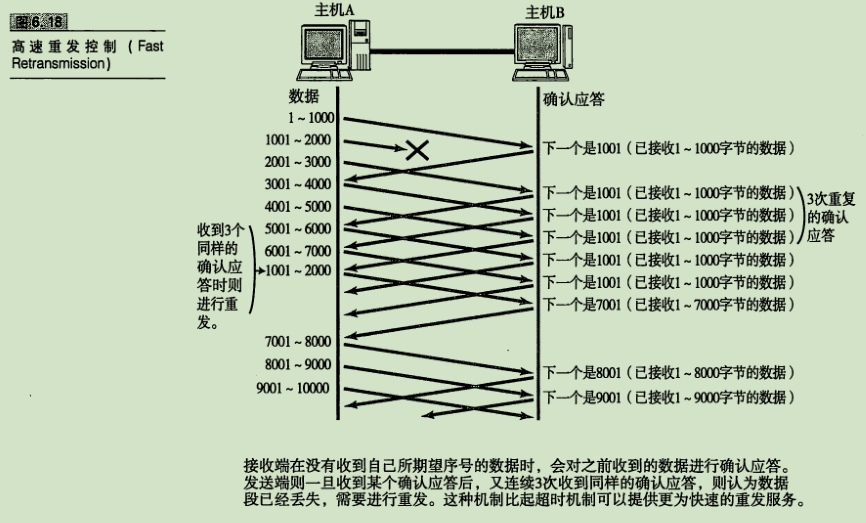 图6.18
高速重发控制（Fast
Retransmission）
主机A
主机B
数据
确认应答
1～1000
1001～2000
2001～3000
3001～4000
4001～5000
5001～6000
6001～7000
1001～2000
7001～8000
8001～9000
9001～10000
收到3个
同样的
确认应
答时则
进行重
发。
下一个是1001（已接收1～1000字节的数据）
下一个是1001（已接收1～1000字节的数据）
下一个是1001（已接收1～1000字节的数据）
下一个是1001（已接收1～1000字节的数据）
下一个是1001（已接收1～1000字节的数据）
下一个是1001（已接收1～1000字节的数据）
下一个是7001（已接收1～7000字节的数据）
下一个是8001（已接收1～8000字节的数据）
下一个是9001（已接收1～9000字节的数据）
3次重复
的确认
应答
接收端在没有收到自己所期望序号的数据时，会对之前收到的数据进行确认应答。
发送端则一旦收到某个确认应答后，又连续3次收到同样的确认应答，则认为数据
段已经丢失，需要进行重发。这种机制比起超时机制可以提供更为快速的重发服务。